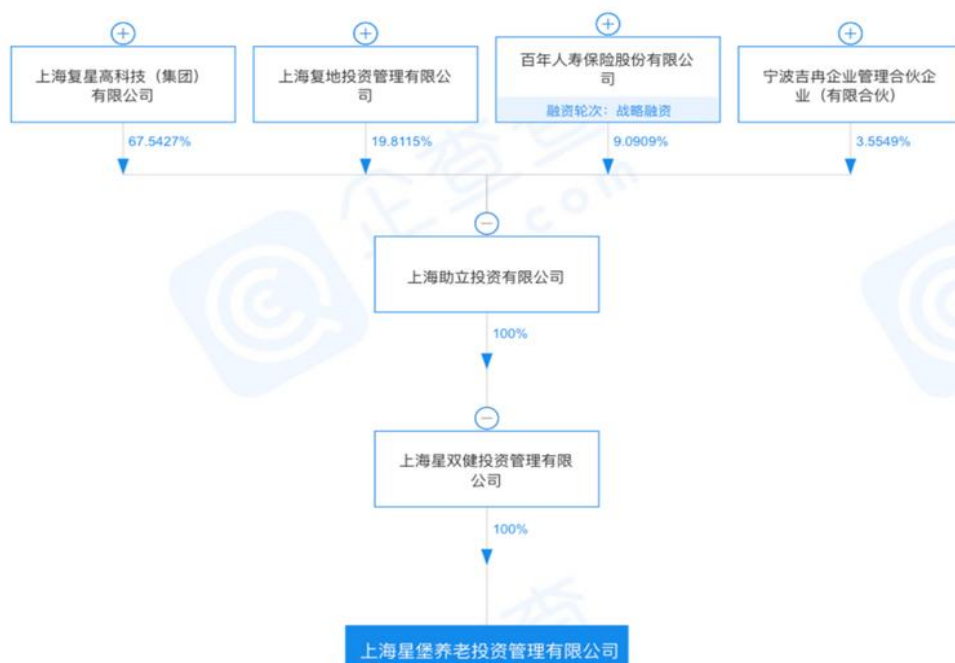 上海复星高科技（集团）
有限公司
上海复地投资管理有限公
司
百年人寿保险股份有限公
司
融资轮次：战略融资
宁波吉冉企业管理合伙企
业（有限合伙）
67.5427%
19.8115%
9.0909%
3.5549%
企查查
.com
上海助立投资有限公司
100%
上海星双健投资管理有限
公司
100%
上海星堡养老投资管理有限公司